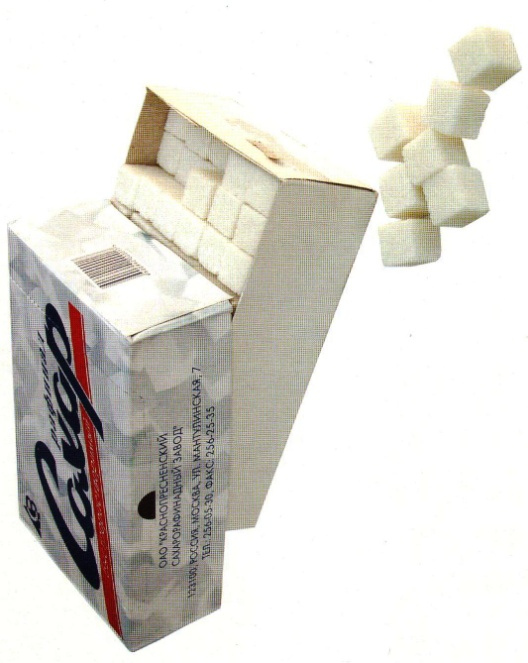 рафинад
Сахар
ОАО "КРАСНОПРЕСНЕНСКИЙ
САХАРОРАФИНАДНЫЙ ЗАВОД"
123100, РОССИЯ, МОСКВА, УЛ. МАНТУЛИНСКАЯ, 7
ТЕЛ.: 256-05-30, ФАКС: 256-25-35